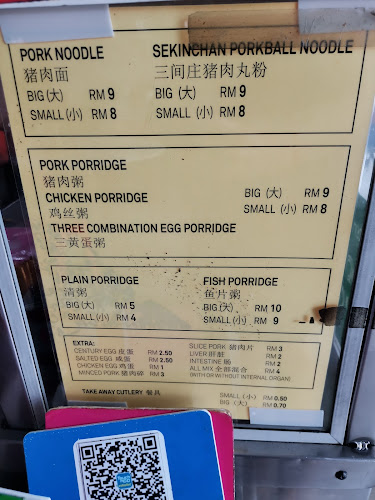 PORK NOODLE
猪肉面
BIG (大) RM 9
SMALL (小) RM 8
SEKINCHAN PORKBALL NOODLE
三间庄猪肉丸粉
BIG (大) RM 9
SMALL (小) RM 8
PORK PORRIDGE
猪肉粥
CHICKEN PORRIDGE
鸡丝粥
THREE COMBINATION EGG PORRIDGE
三黃蛋粥
BIG (大) RM 9
SMALL (小) RM 8
PLAIN PORRIDGE
清粥
BIG (大) RM 5
SMALL (小) RM 4
FISH PORRIDGE
鱼片粥
BIG (大) RM 10
SMALL (小) RM 9
EXTRA:
CENTURY EGG 皮蛋 RM 2.50
SALTED EGG 咸蛋 RM 2.50
CHICKEN EGG 鸡蛋 RM 1
MINCED PORK 猪肉碎 RM 3
SLICE PORK 猪肉片 RM 3
LIVER 肝脏 RM 2
INTESTINE 肠 RM 2
ALL MIX 全部混合 RM 4
(WITH OR WITHOUT INTERNAL ORGAN)
TAKE AWAY CUTLERY 餐具
SMALL (小) RM 0.50
BIG (大) RM 0.70